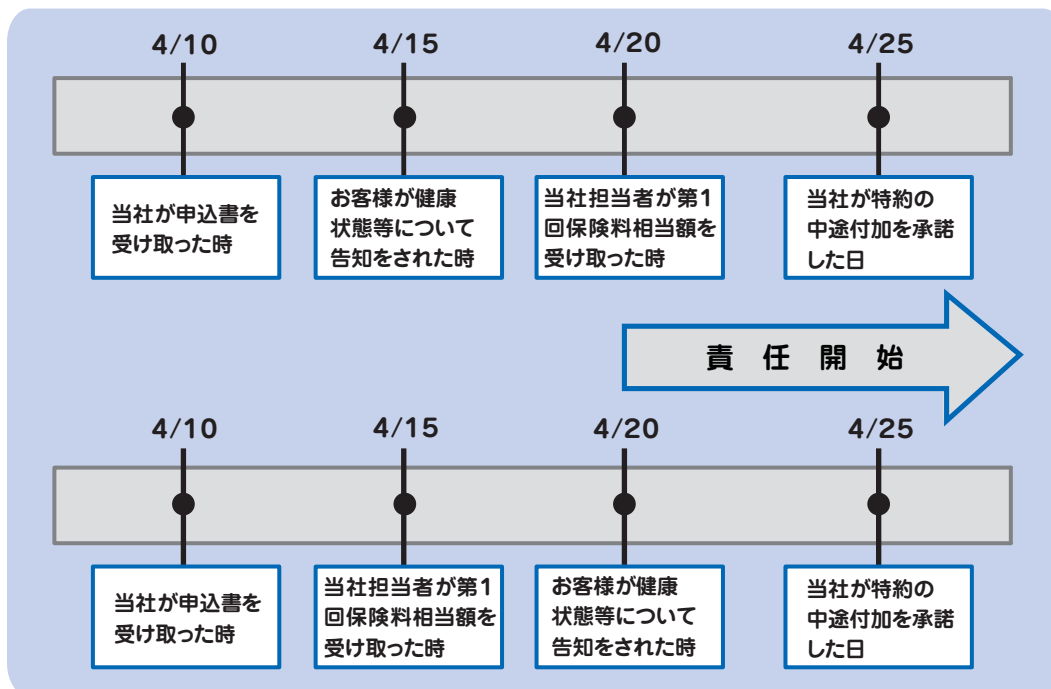 4/10
4/15
4/20
4/25
当社が申込書を
受け取った時
お客様が健康
状態等について
告知をされた時
当社担当者が第1
回保険料相当額を
受け取った時
当社が特約の
中途付加を承諾
した日
責任開始
4/10
4/15
4/20
4/25
当社が申込書を
受け取った時
当社担当者が第1
回保険料相当額を
受け取った時
お客様が健康
状態等について
告知をされた時
当社が特約の
中途付加を承諾
した日